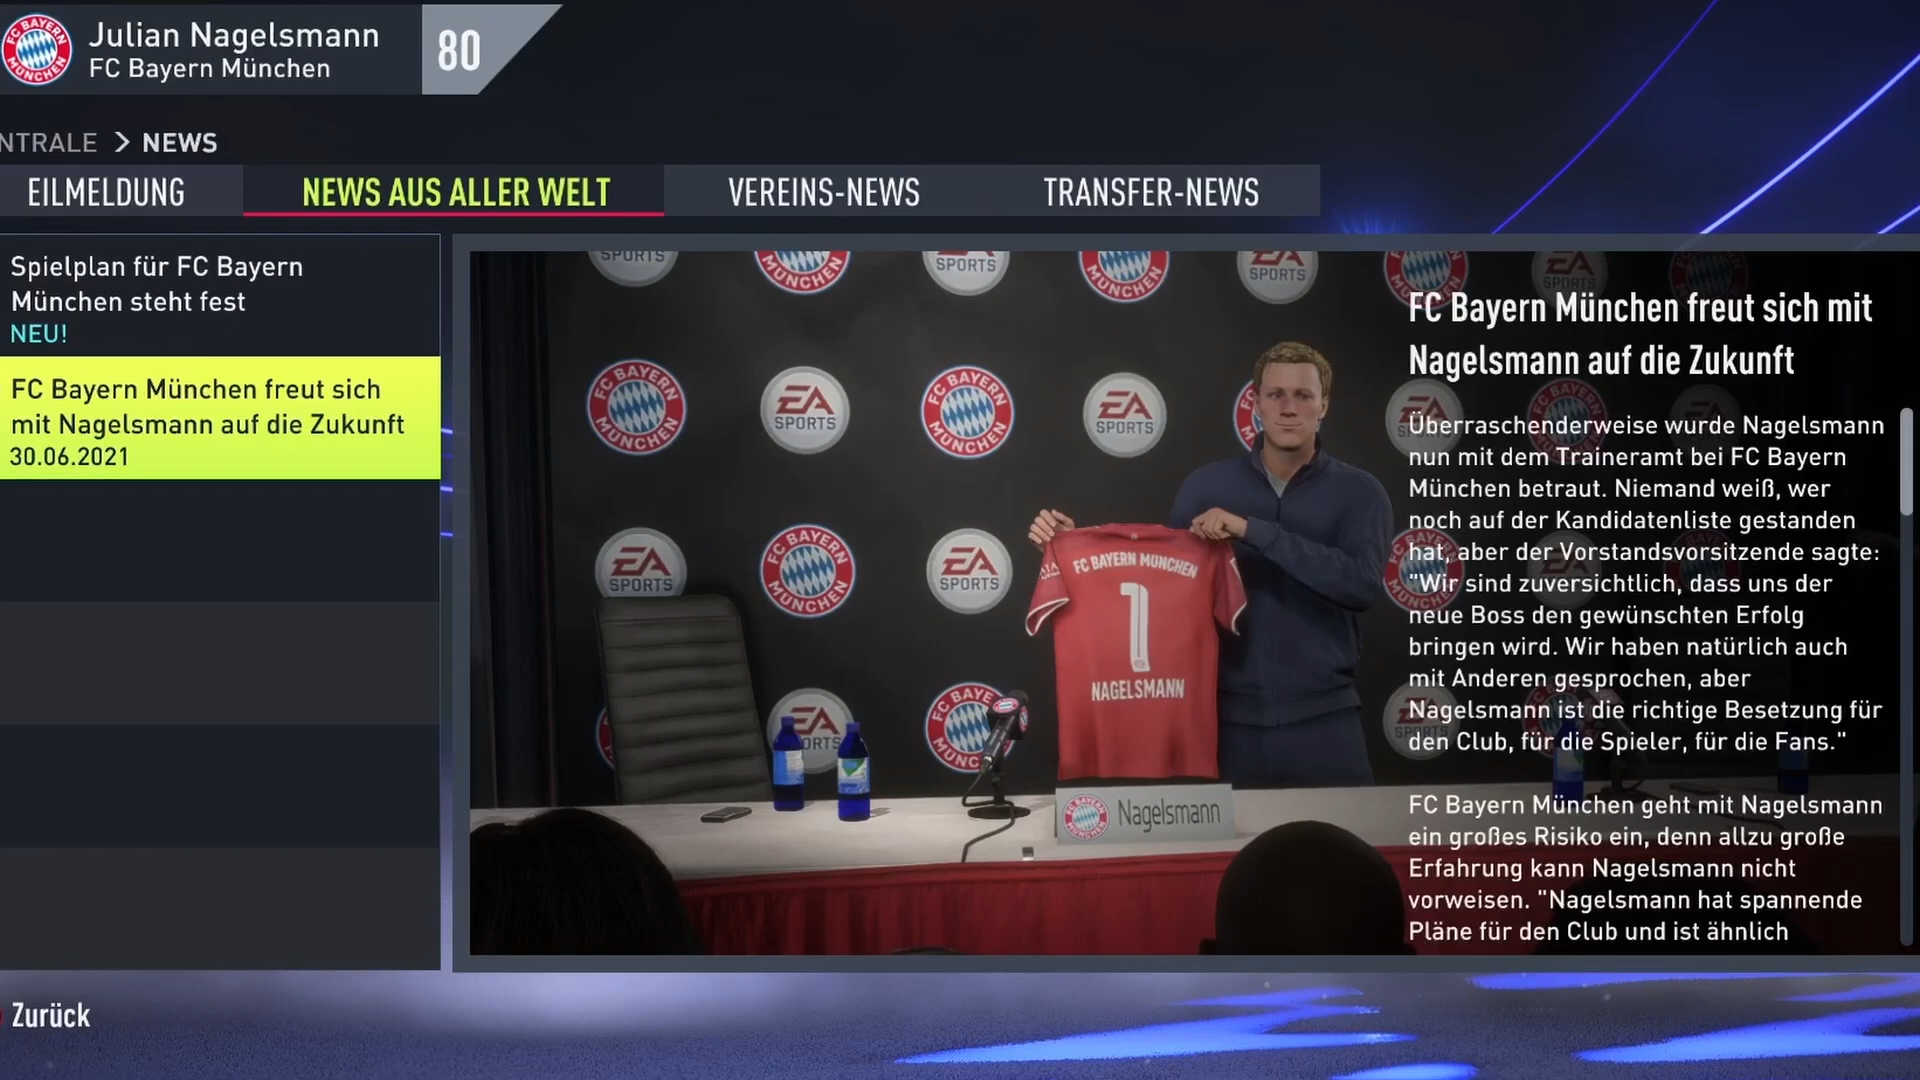 Julian Nagelsmann
FC Bayern München
80
NTRALE > NEWS
EILMELDUNG
NEWS AUS ALLER WELT
VEREINS-NEWS
TRANSFER-NEWS
Spielplan für FC Bayern
München steht fest
NEU!
FC Bayern München freut sich
mit Nagelsmann auf die Zukunft
30.06.2021
FC BAYERN MÜNCHEN
EA SPORTS
FC BAYERN MÜNCHEN
1
NAGELSMANN
Nagelsmann
FC Bayern München freut sich mit
Nagelsmann auf die Zukunft
Überraschenderweise wurde Nagelsmann
nun mit dem Traineramt bei FC Bayern
München betraut. Niemand weiß, wer
noch auf der Kandidatenliste gestanden
hat, aber der Vorstandsvorsitzende sagte:
"Wir sind zuversichtlich, dass uns der
neue Boss den gewünschten Erfolg
bringen wird. Wir haben natürlich auch
mit Anderen gesprochen, aber
Nagelsmann ist die richtige Besetzung für
den Club, für die Spieler, für die Fans."
FC Bayern München geht mit Nagelsmann
ein großes Risiko ein, denn allzu große
Erfahrung kann Nagelsmann nicht
vorweisen. "Nagelsmann hat spannende
Pläne für den Club und ist ähnlich
Zurück